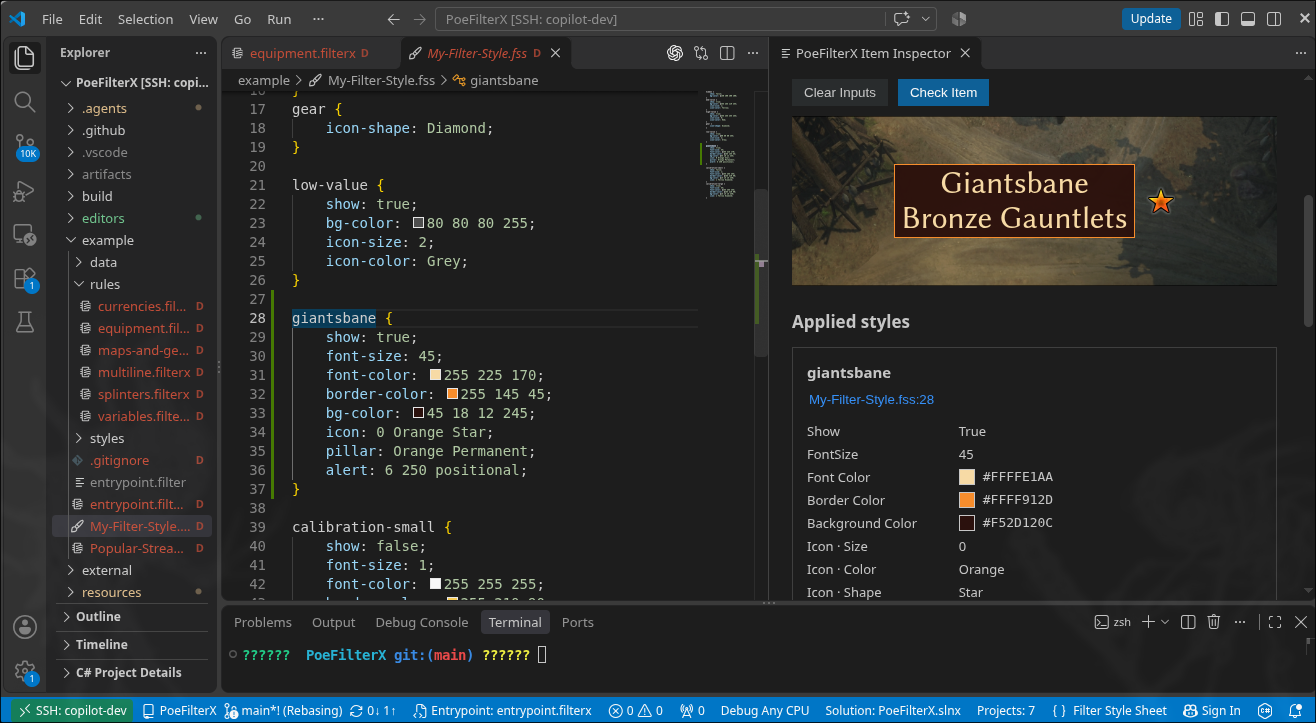 File Edit Selection View Go Run ··· PoeFilterX [SSH: copilot-dev] Update
Explorer ···
PoeFilterX [SSH: copi...
.agents
.github
.vscode
artifacts
build
editors
example
data
rules
currencies.fil... D
equipment.fil... D
maps-and-ge... D
multiline.filterx D
splinters.filterx D
variables.filte... D
styles
.gitignore D
entrypoint.filter
entrypoint.filt... D
My-Filter-Style.... D
Popular-Strea... D
external
resources
Outline
Timeline
C# Project Details
10K
1
1
equipment.filterx D My-Filter-Style.fss D
example > My-Filter-Style.fss > giantsbane
16 }
17 gear {
18 icon-shape: Diamond;
19 }
20
21 low-value {
22 show: true;
23 bg-color: 80 80 80 255;
24 icon-size: 2;
25 icon-color: Grey;
26 }
27
28 giantsbane {
29 show: true;
30 font-size: 45;
31 font-color: 255 225 170;
32 border-color: 255 145 45;
33 bg-color: 45 18 12 245;
34 icon: 0 Orange Star;
35 pillar: Orange Permanent;
36 alert: 6 250 positional;
37 }
38
39 calibration-small {
40 show: false;
41 font-size: 1;
42 font-color: 255 255 255;
PoeFilterX Item Inspector
Clear Inputs Check Item
Giantsbane
Bronze Gauntlets
Applied styles
giantsbane
My-Filter-Style.fss:28
Show True
FontSize 45
Font Color #FFFFE1AA
Border Color #FFFF912D
Background Color #F52D120C
Icon · Size 0
Icon · Color Orange
Icon · Shape Star
Problems Output Debug Console Terminal Ports zsh
?????? PoeFilterX git:(main) ??????
SSH: copilot-dev PoeFilterX main*! (Rebasing) 0↓ 1↑ Entrypoint: entrypoint.filterx 0 0 0 Debug Any CPU Solution: PoeFilterX.slnx Projects: 7 { } Filter Style Sheet Sign In